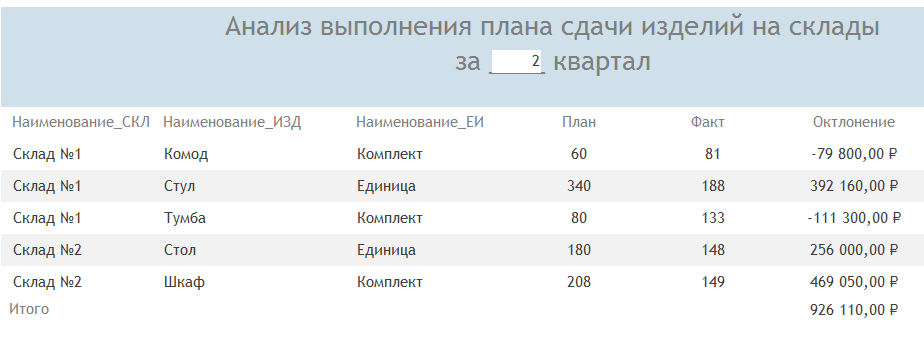 Анализ выполнения плана сдачи изделий на склады
за 2 квартал
Наименование_СКЛ Наименование_ИЗД Наименование_ЕИ План Факт Октлонение
Склад №1 Комод Комплект 60 81 -79 800,00 ₽
Склад №1 Стул Единица 340 188 392 160,00 ₽
Склад №1 Тумба Комплект 80 133 -111 300,00 ₽
Склад №2 Стол Единица 180 148 256 000,00 ₽
Склад №2 Шкаф Комплект 208 149 469 050,00 ₽
Итого 926 110,00 ₽